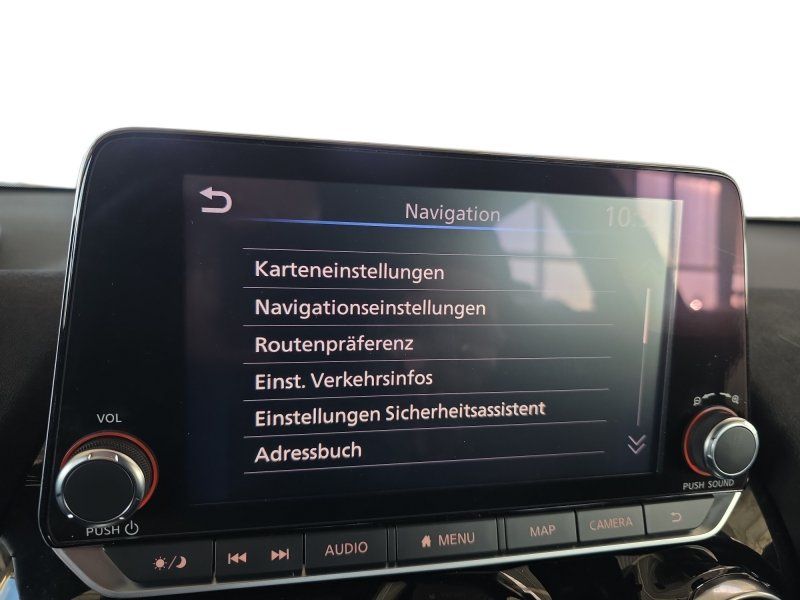 Navigation
Karteneinstellungen
Navigationseinstellungen
Routenpräferenz
Einst. Verkehrsinfos
Einstellungen Sicherheitsassistent
Adressbuch
VOL
PUSH
PUSH SOUND
AUDIO
MENU
MAP
CAMERA